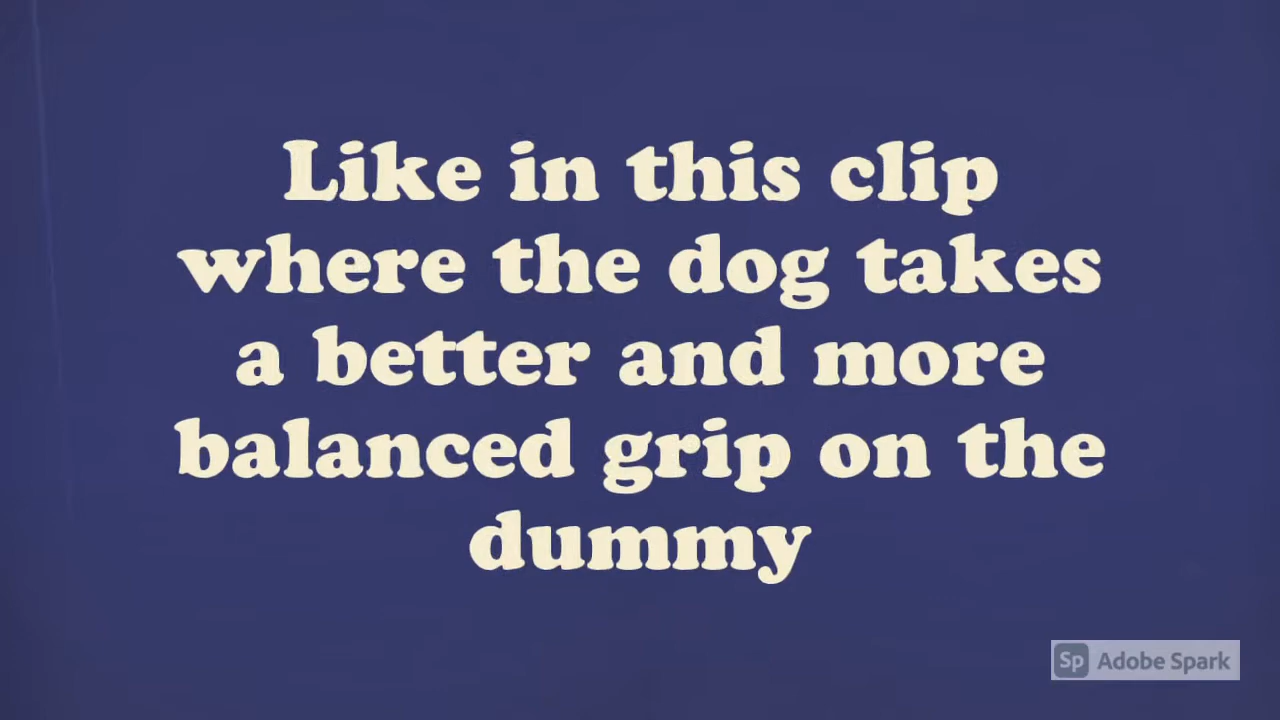 Like in this clip
where the dog takes
a better and more
balanced grip on the
dummy
Sp Adobe Spark